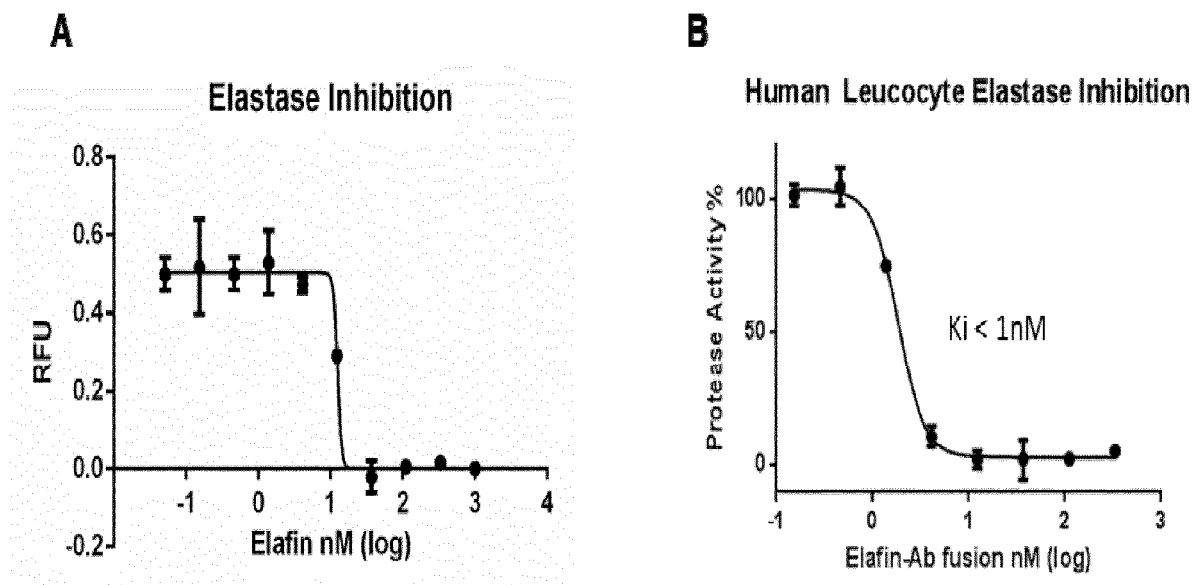 A
Elastase Inhibition
0.8
0.6
0.4
0.2
0.0
-0.2
RFU
-1 0 1 2 3 4
Elafin nM (log)
B
Human Leucocyte Elastase Inhibition
100
50
0
Protease Activity %
Ki < 1nM
-1 0 1 2 3
Elafin-Ab fusion nM (log)